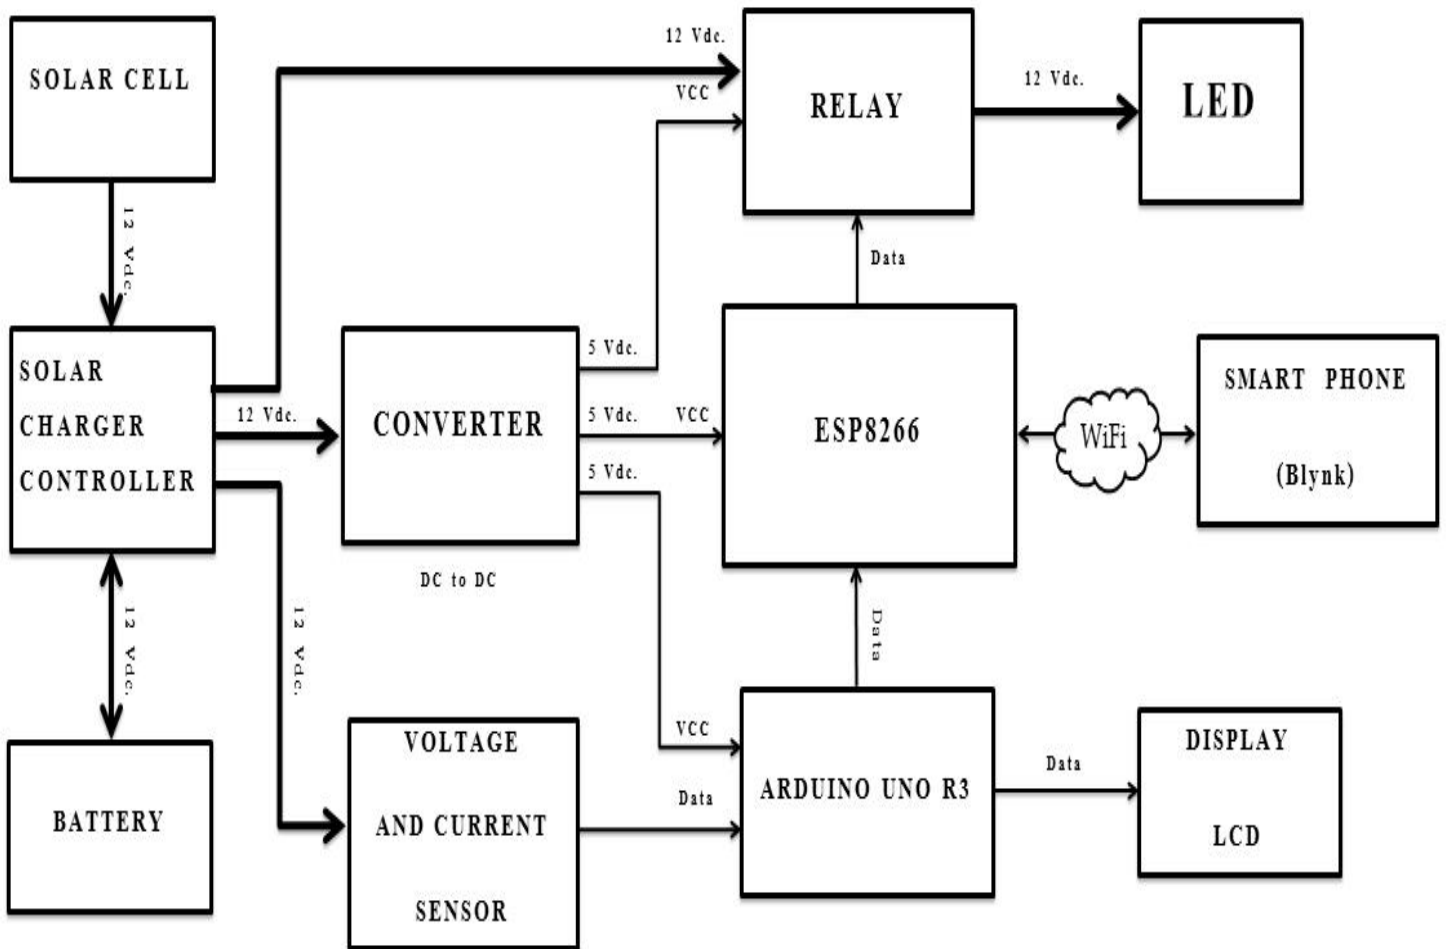 SOLAR CELL
12 Vdc.
12 Vdc.
VCC
RELAY
12 Vdc.
LED
Data
SOLAR
CHARGER
CONTROLLER
12 Vdc.
CONVERTER
DC to DC
5 Vdc.
5 Vdc.
VCC
5 Vdc.
ESP8266
WiFi
SMART PHONE
(Blynk)
12 Vdc.
12 Vdc.
Data
BATTERY
VOLTAGE
AND CURRENT
SENSOR
VCC
Data
ARDUINO UNO R3
Data
DISPLAY
LCD